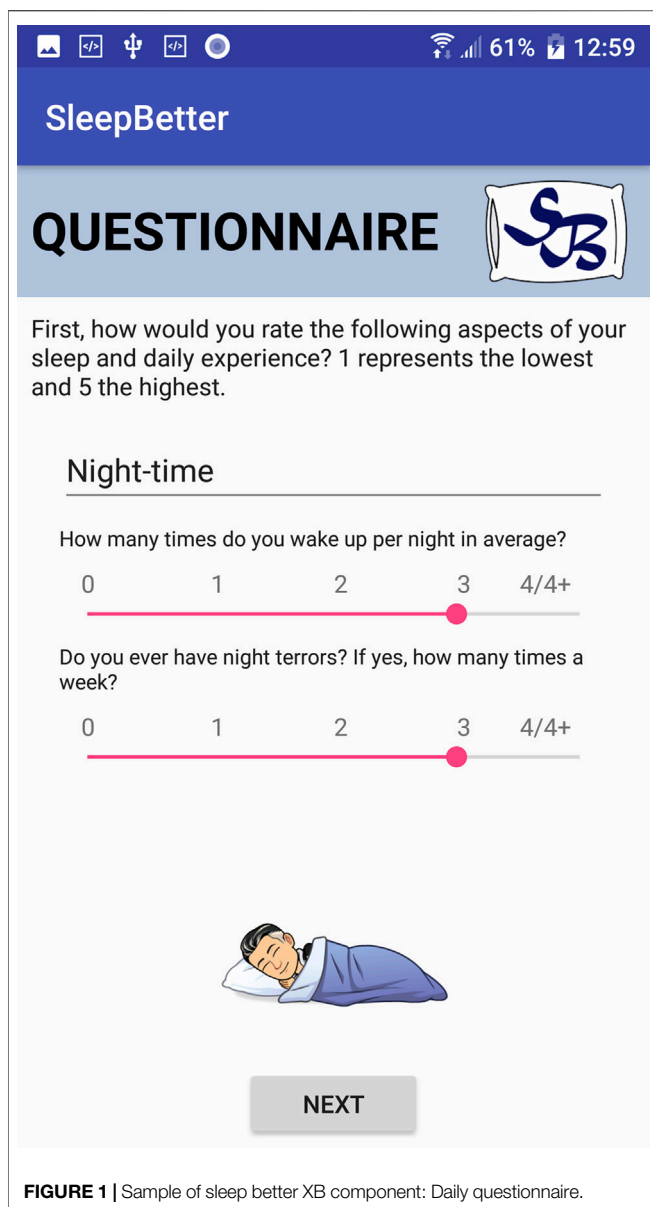 61% 12:59
SleepBetter
QUESTIONNAIRE
SB
First, how would you rate the following aspects of your
sleep and daily experience? 1 represents the lowest
and 5 the highest.
Night-time
How many times do you wake up per night in average?
0 1 2 3 4/4+
Do you ever have night terrors? If yes, how many times a
week?
0 1 2 3 4/4+
NEXT
FIGURE 1 | Sample of sleep better XB component: Daily questionnaire.